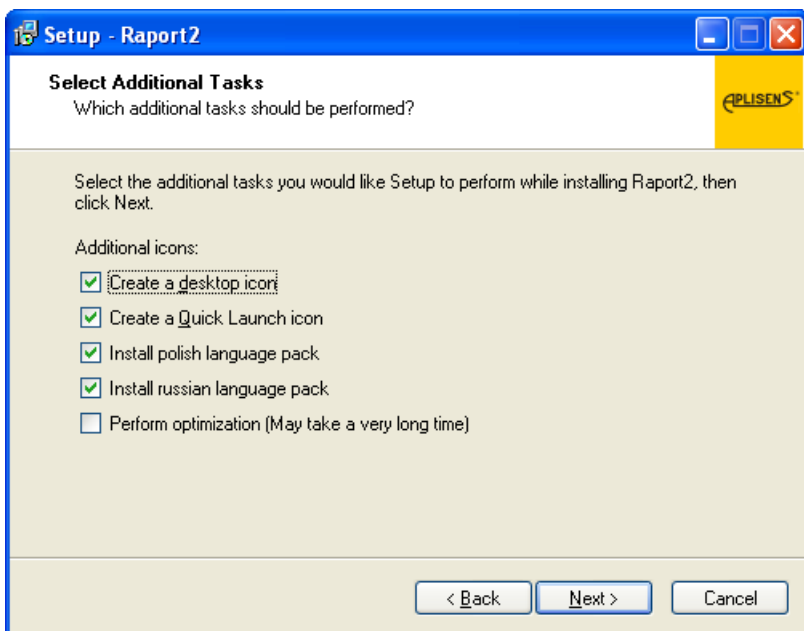 Setup - Raport2
Select Additional Tasks
Which additional tasks should be performed?
APLISENS®
Select the additional tasks you would like Setup to perform while installing Raport2, then
click Next.
Additional icons:
Create a desktop icon
Create a Quick Launch icon
Install polish language pack
Install russian language pack
Perform optimization (May take a very long time)
< Back
Next >
Cancel